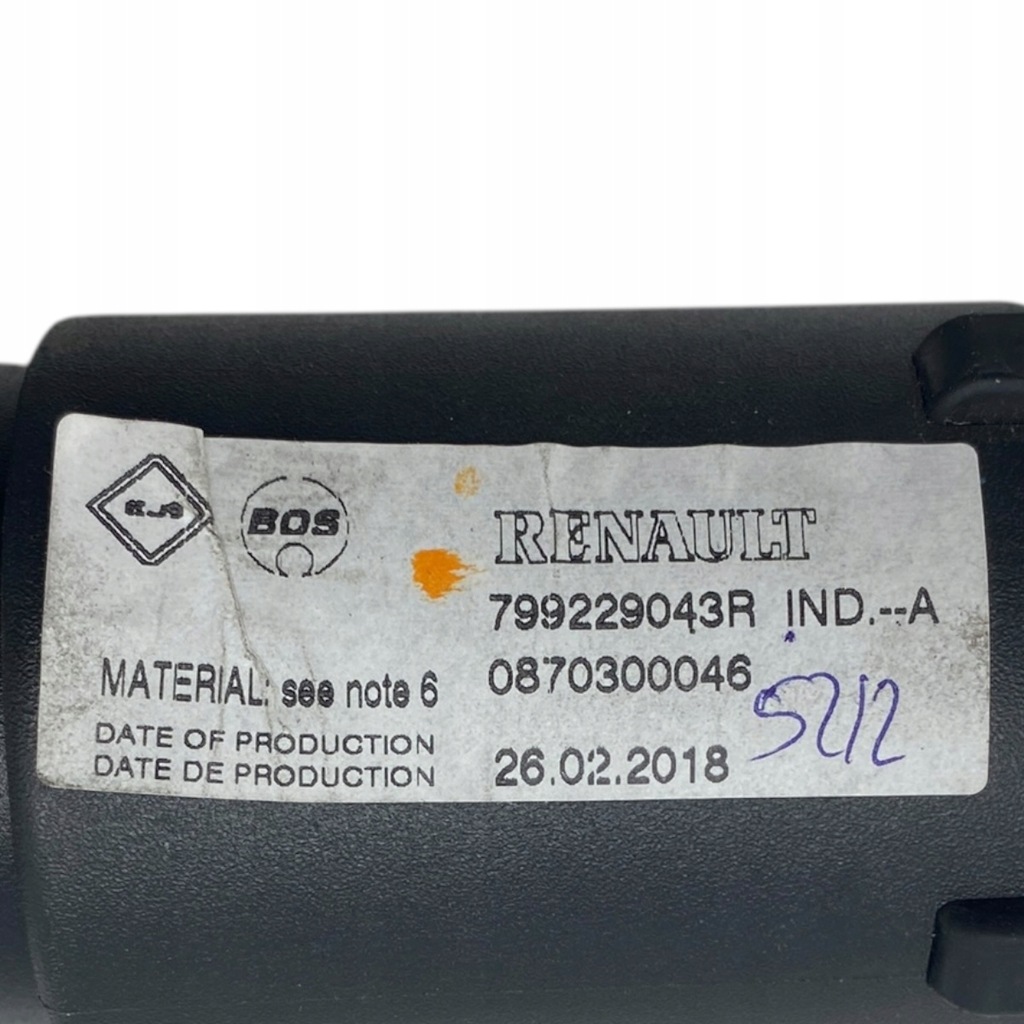 BOS
RENAULT
799229043R IND.--A
MATERIAL: see note 6
0870300046
5212
DATE OF PRODUCTION
DATE DE PRODUCTION
26.02.2018